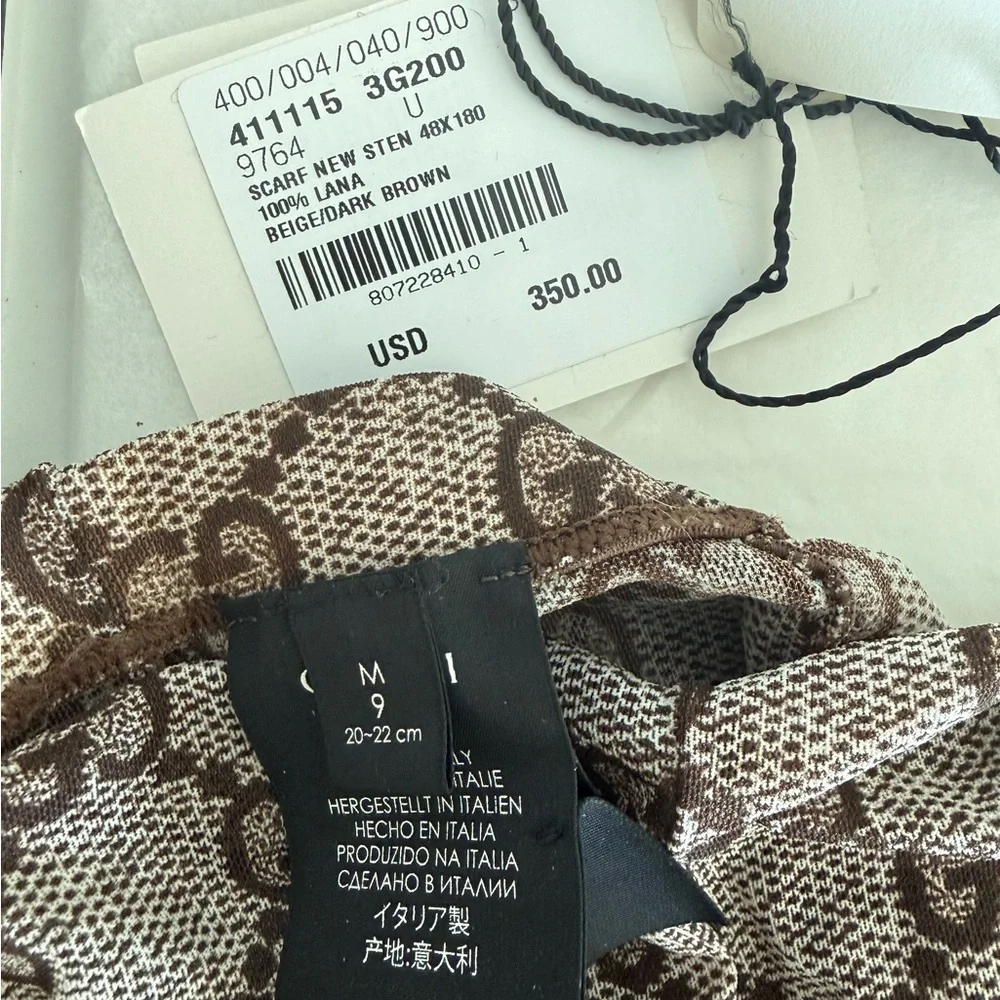 400/004/040/900
411115 3G200
9764 U
SCARF NEW STEN 48X180
100% LANA
BEIGE/DARK BROWN
807228410 - 1
350.00
USD
M
9
20~22 cm
HERGESTELLT IN ITALIEN
HECHO EN ITALIA
PRODUZIDO NA ITALIA
СДЕЛАНО В ИТАЛИИ
イタリア製
产地:意大利